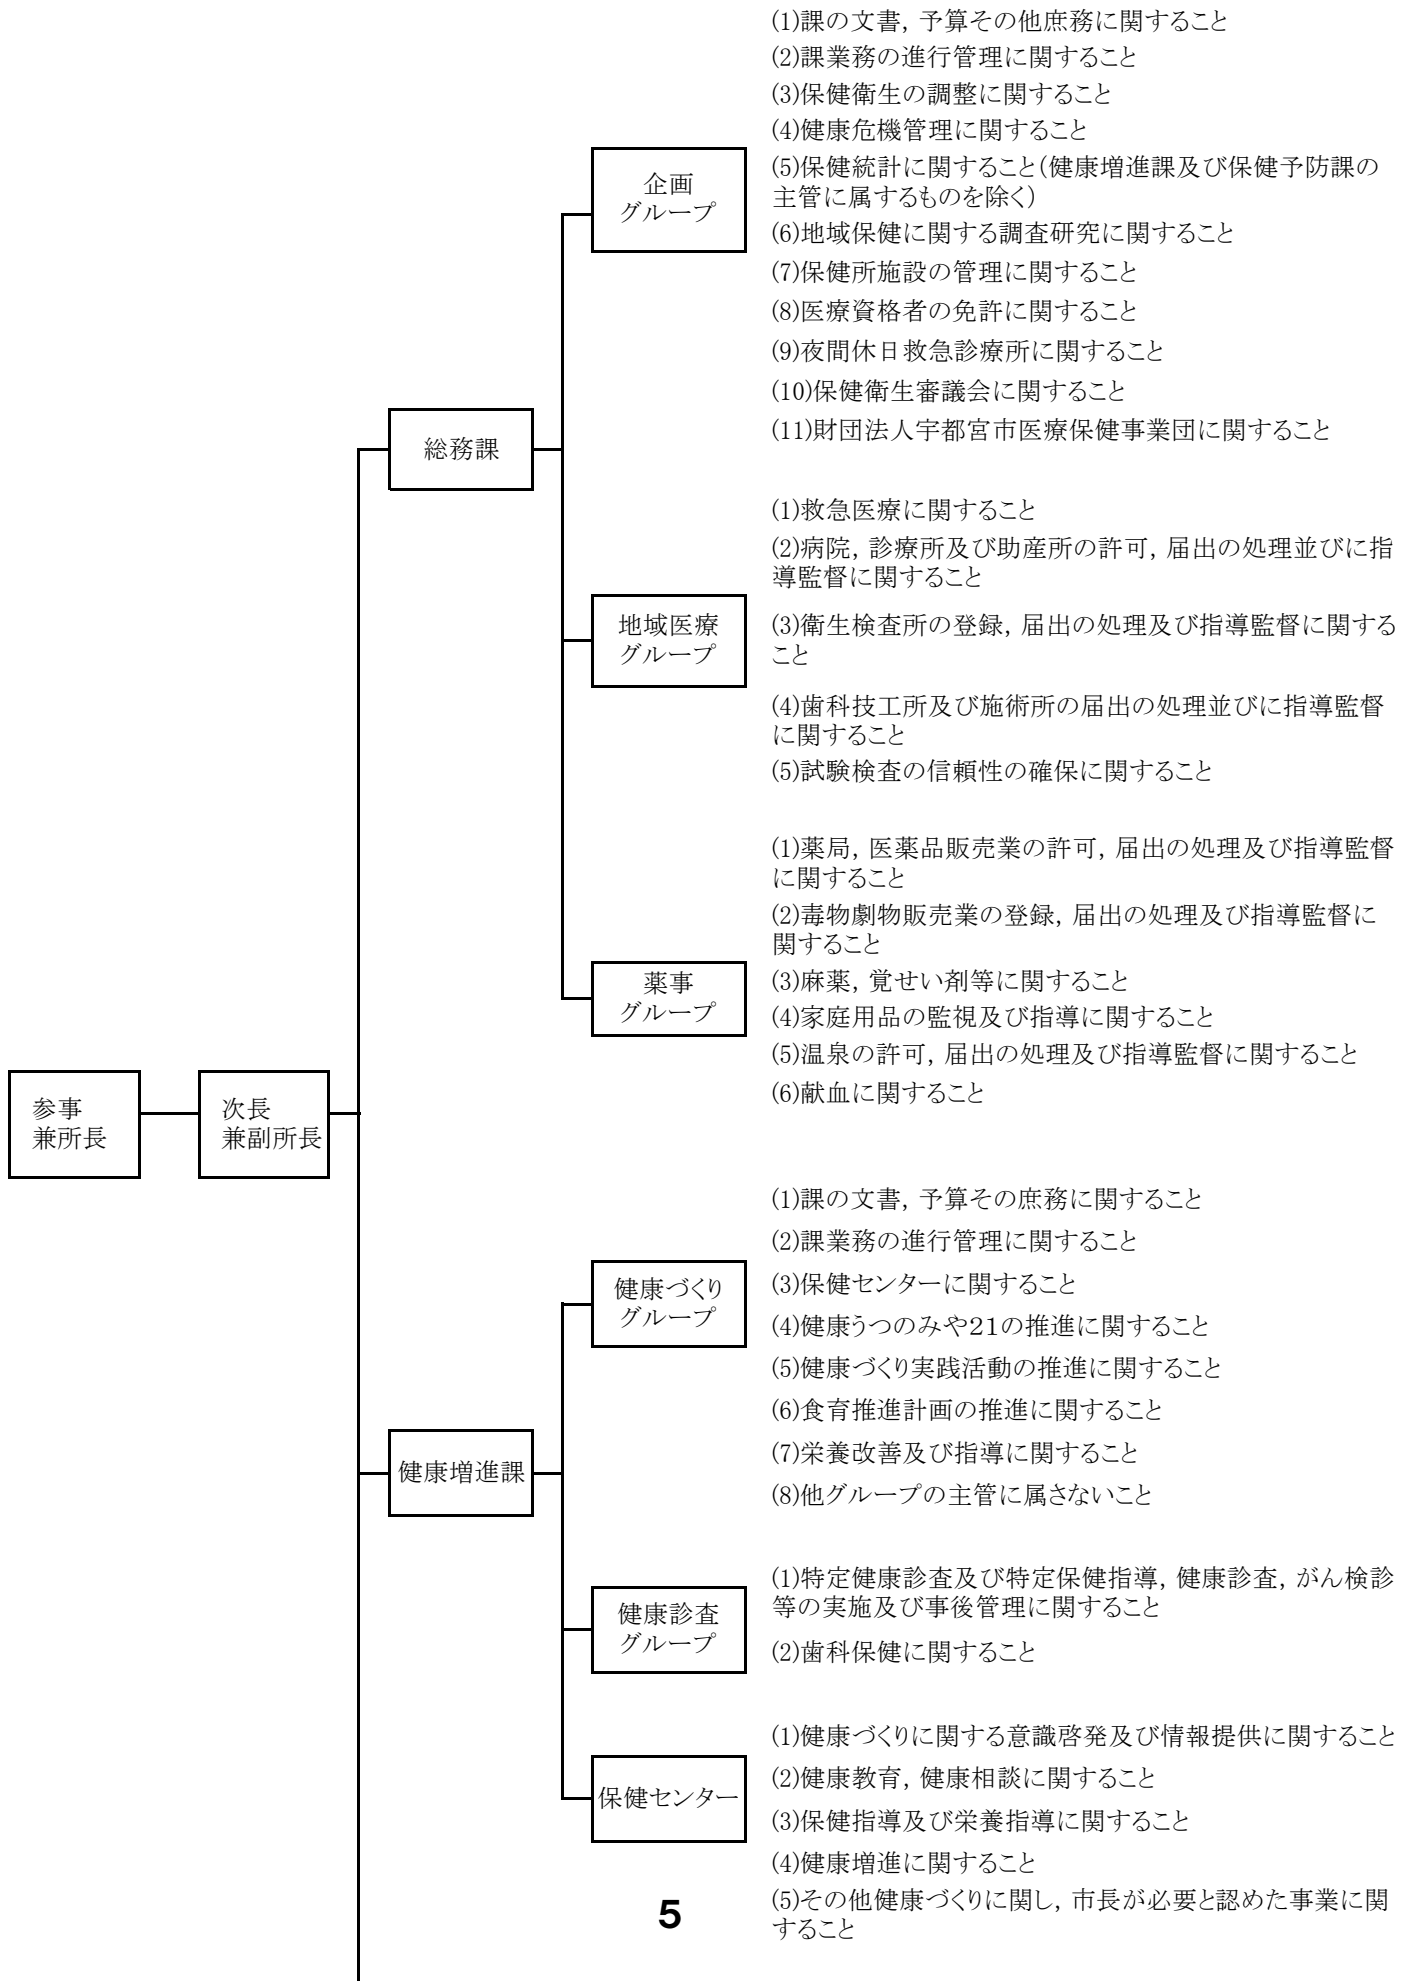 (1)課の文書，予算その他庶務に関すること
(2)課業務の進行管理に関すること
(3)保健衛生の調整に関すること
(4)健康危機管理に関すること
企画
グループ
(5)保健統計に関すること（健康増進課及び保健予防課の
主管に属するものを除く）
(6)地域保健に関する調査研究に関すること
(7)保健所施設の管理に関すること
(8)医療資格者の免許に関すること
(9)夜間休日救急診療所に関すること
(10)保健衛生審議会に関すること
(11)財団法人宇都宮市医療保健事業団に関すること
総務課
(1)救急医療に関すること
(2)病院，診療所及び助産所の許可，届出の処理並びに指
導監督に関すること
地域医療
グループ
(3)衛生検査所の登録，届出の処理及び指導監督に関する
こと
(4)歯科技工所及び施術所の届出の処理並びに指導監督
に関すること
(5)試験検査の信頼性の確保に関すること
(1)薬局，医薬品販売業の許可，届出の処理及び指導監督
に関すること
(2)毒物劇物販売業の登録，届出の処理及び指導監督に
関すること
薬事
グループ
(3)麻薬，覚せい剤等に関すること
(4)家庭用品の監視及び指導に関すること
(5)温泉の許可，届出の処理及び指導監督に関すること
(6)献血に関すること
参事
兼所長
次長
兼副所長
(1)課の文書，予算その庶務に関すること
(2)課業務の進行管理に関すること
健康づくり
グループ
(3)保健センターに関すること
(4)健康うつのみや２１の推進に関すること
(5)健康づくり実践活動の推進に関すること
(6)食育推進計画の推進に関すること
(7)栄養改善及び指導に関すること
(8)他グループの主管に属さないこと
健康増進課
(1)特定健康診査及び特定保健指導，健康診査，がん検診
等の実施及び事後管理に関すること
健康診査
グループ
(2)歯科保健に関すること
(1)健康づくりに関する意識啓発及び情報提供に関すること
(2)健康教育，健康相談に関すること
保健センター
(3)保健指導及び栄養指導に関すること
(4)健康増進に関すること
(5)その他健康づくりに関し，市長が必要と認めた事業に関
すること
5